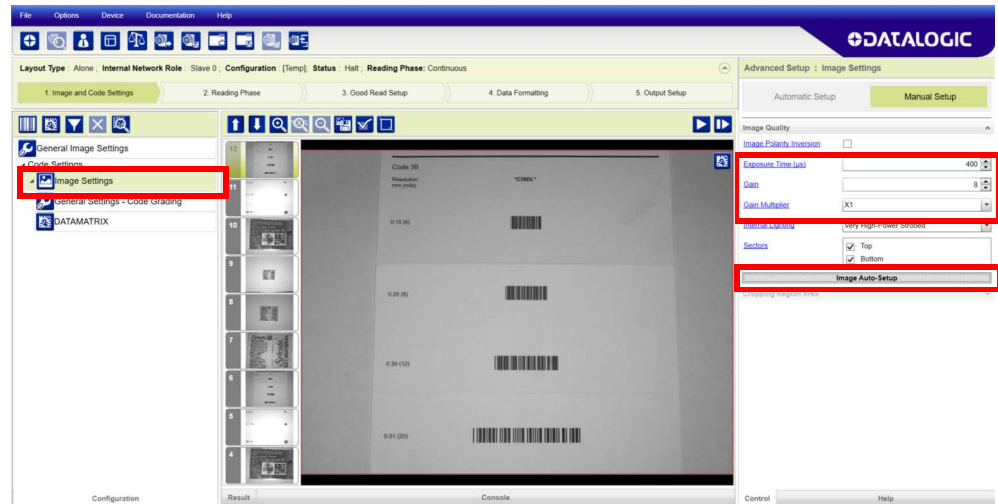 File Options Device Documentation Help
DATALOGIC
Layout Type : Alone ; Internal Network Role : Slave 0 ; Configuration : [Temp]; Status : Halt ; Reading Phase: Continuous
Advanced Setup : Image Settings
1. Image and Code Settings
2. Reading Phase
3. Good Read Setup
4. Data Formatting
5. Output Setup
Automatic Setup
Manual Setup
General Image Settings
Code Settings
Image Settings
General Settings - Code Grading
DATAMATRIX
12
11
10
9
8
7
6
5
4
Code 39
Resolution "C39DL"
mm (mils)
0.15 (6)
0.20 (8)
0.30 (12)
0.51 (20)
Image Quality
Image Polarity Inversion
Exposure Time (µs) 400
Gain 8
Gain Multiplier X1
Internal Lighting Very High-Power Strobed
Sectors Top
Bottom
Image Auto-Setup
Cropping Region Area
Configuration
Result
Console
Control
Help